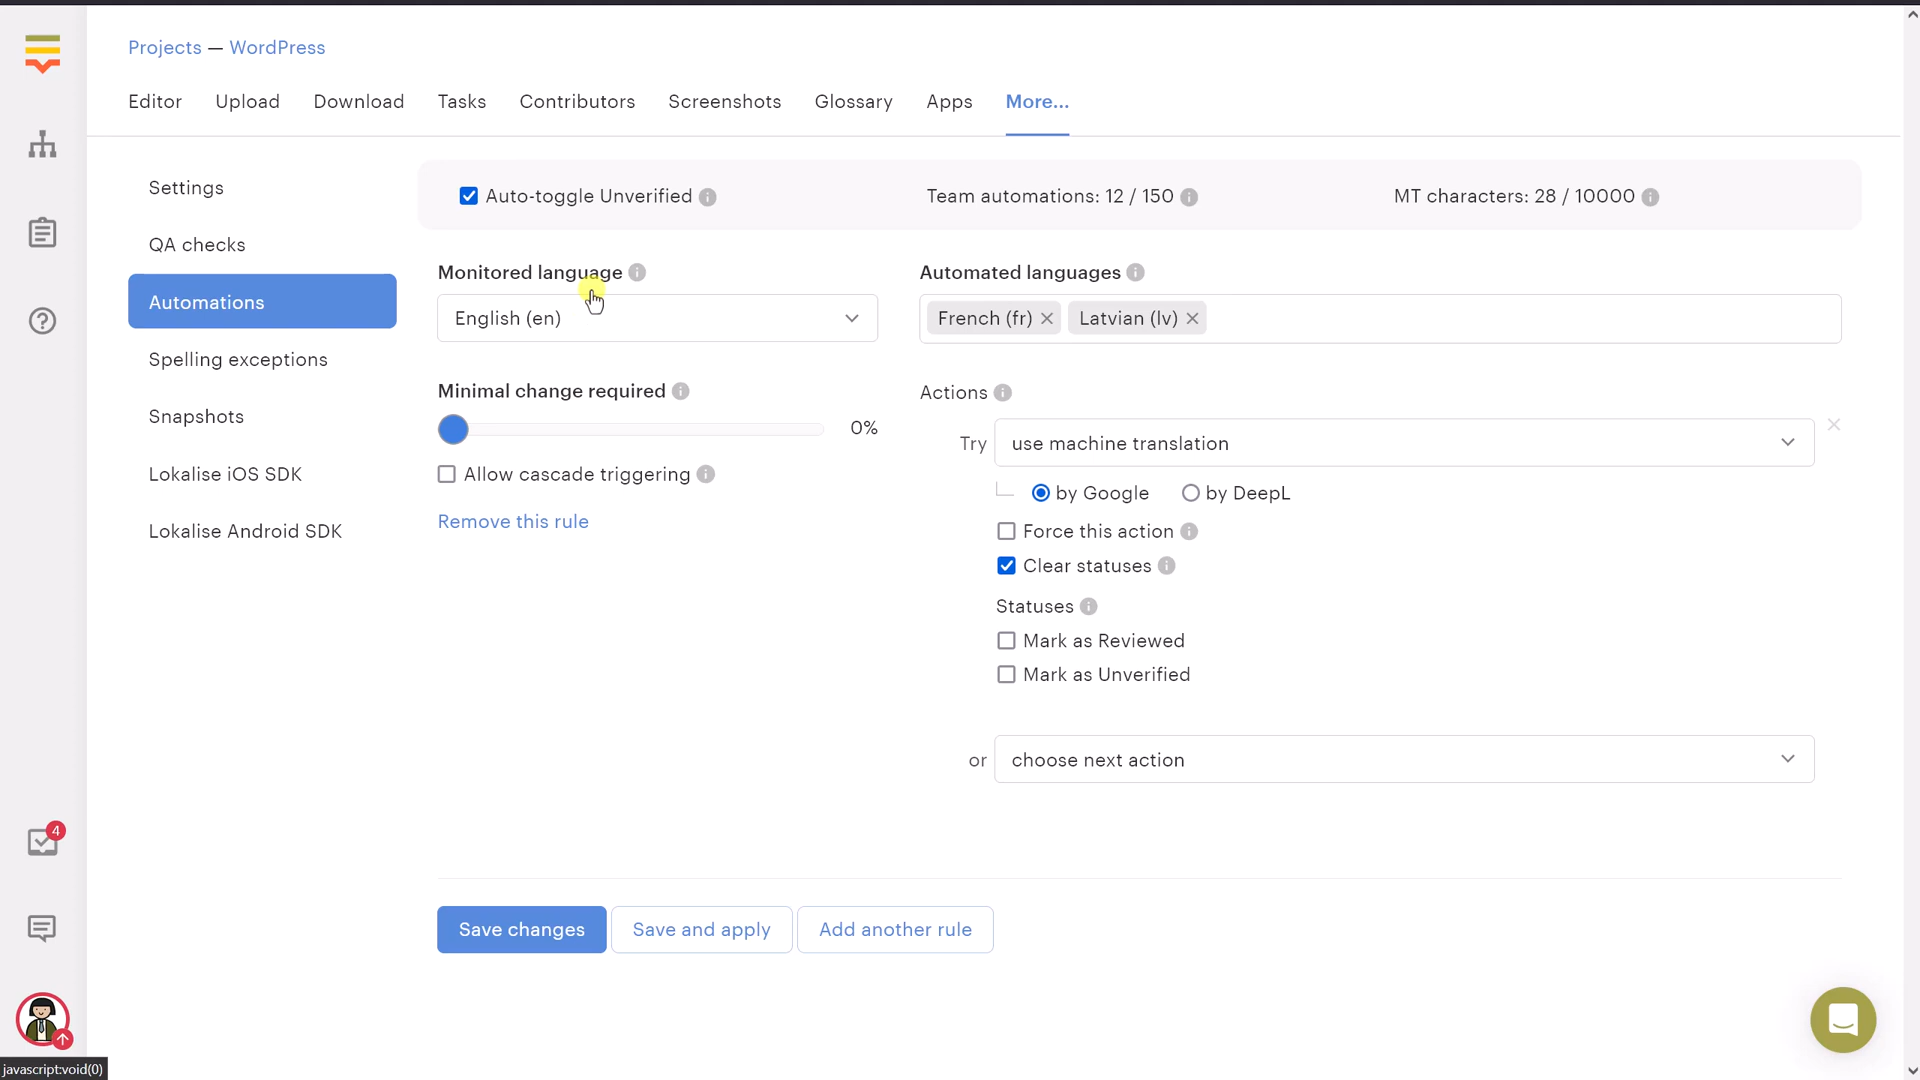 Projects — WordPress
Editor Upload Download Tasks Contributors Screenshots Glossary Apps More...
Settings
QA checks
Automations
Spelling exceptions
Snapshots
Lokalise iOS SDK
Lokalise Android SDK
Auto-toggle Unverified Team automations: 12 / 150 MT characters: 28 / 10000
Monitored language
English (en)
Minimal change required
0%
Allow cascade triggering
Remove this rule
Automated languages
French (fr) Latvian (lv)
Actions
Try use machine translation
by Google by DeepL
Force this action
Clear statuses
Statuses
Mark as Reviewed
Mark as Unverified
or choose next action
Save changes Save and apply Add another rule
4
javascript:void(0)